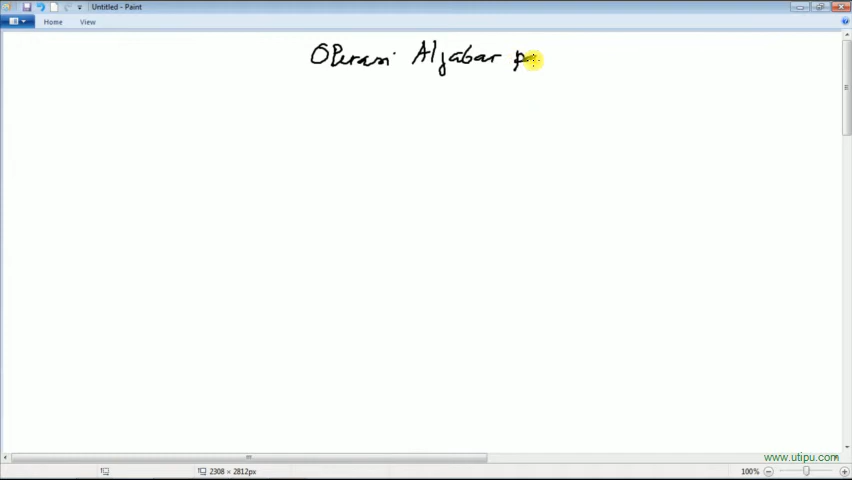 Untitled - Paint
Home View
Operasi Aljabar p
www.utipu.com
2308 × 2812px
100%